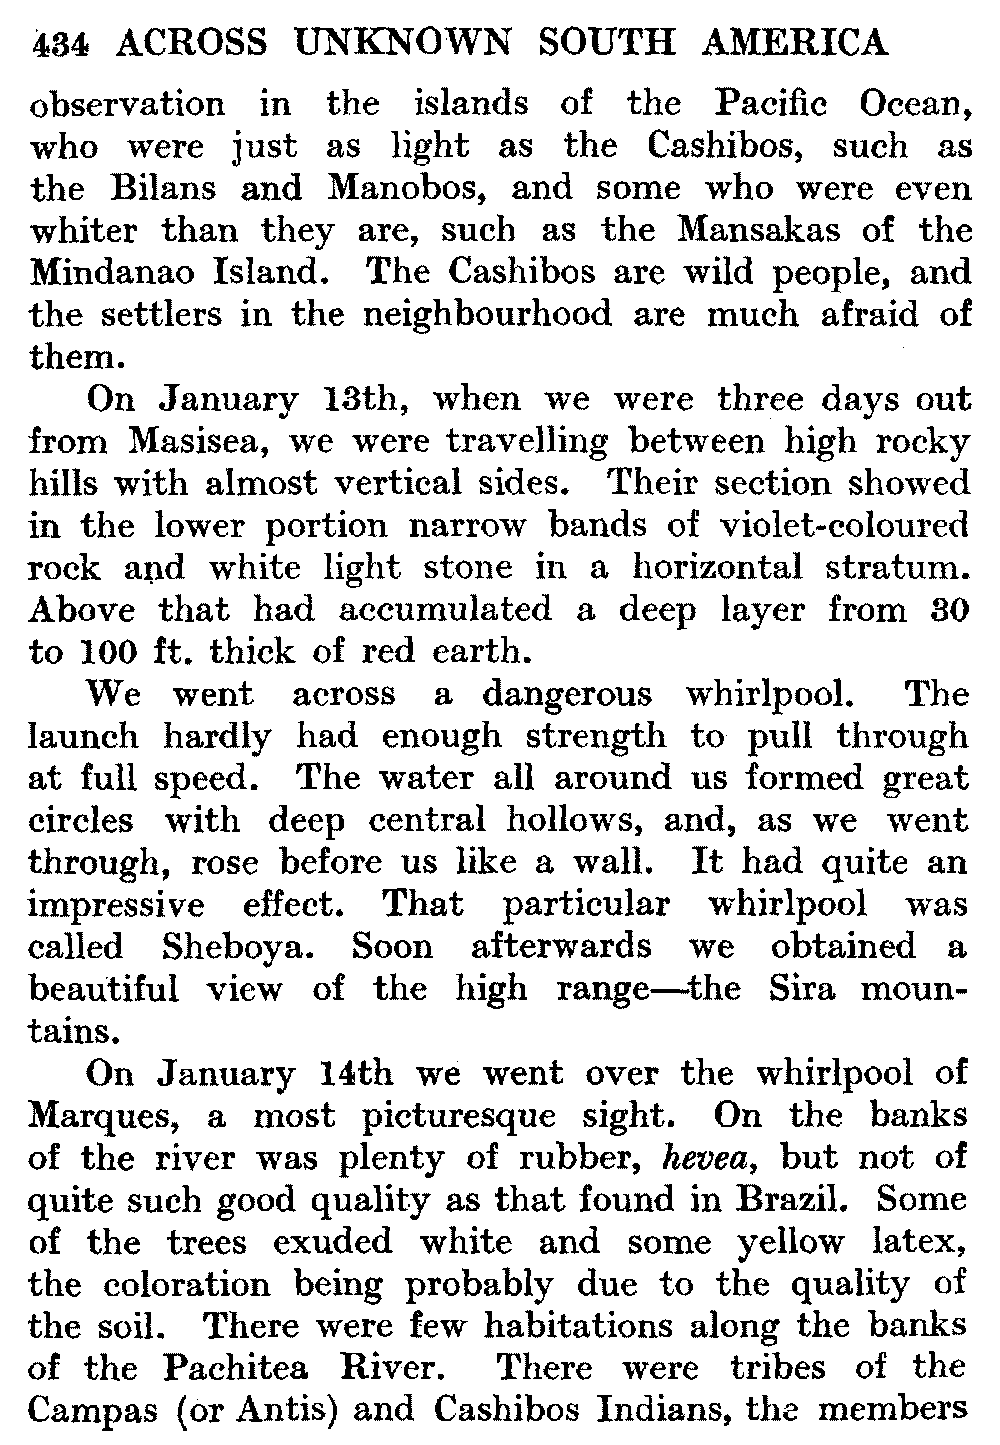 434 ACROSS UNKNOWN SOUTH AMERICA
observation in the islands of the Pacific Ocean,
who were just as light as the Cashibos, such as
the Bilans and Manobos, and some who were even
whiter than they are, such as the Mansakas of the
Mindanao Island. The Cashibos are wild people, and
the settlers in the neighbourhood are much afraid of
them.
On January 13th, when we were three days out
from Masisea, we were travelling between high rocky
hills with almost vertical sides. Their section showed
in the lower portion narrow bands of violet-coloured
rock and white light stone in a horizontal stratum.
Above that had accumulated a deep layer from 30
to 100 ft. thick of red earth.
We went across a dangerous whirlpool. The
launch hardly had enough strength to pull through
at full speed. The water all around us formed great
circles with deep central hollows, and, as we went
through, rose before us like a wall. It had quite an
impressive effect. That particular whirlpool was
called Sheboya. Soon afterwards we obtained a
beautiful view of the high range—the Sira moun-
tains.
On January 14th we went over the whirlpool of
Marques, a most picturesque sight. On the banks
of the river was plenty of rubber, hevea, but not of
quite such good quality as that found in Brazil. Some
of the trees exuded white and some yellow latex,
the coloration being probably due to the quality of
the soil. There were few habitations along the banks
of the Pachitea River. There were tribes of the
Campas (or Antis) and Cashibos Indians, the members